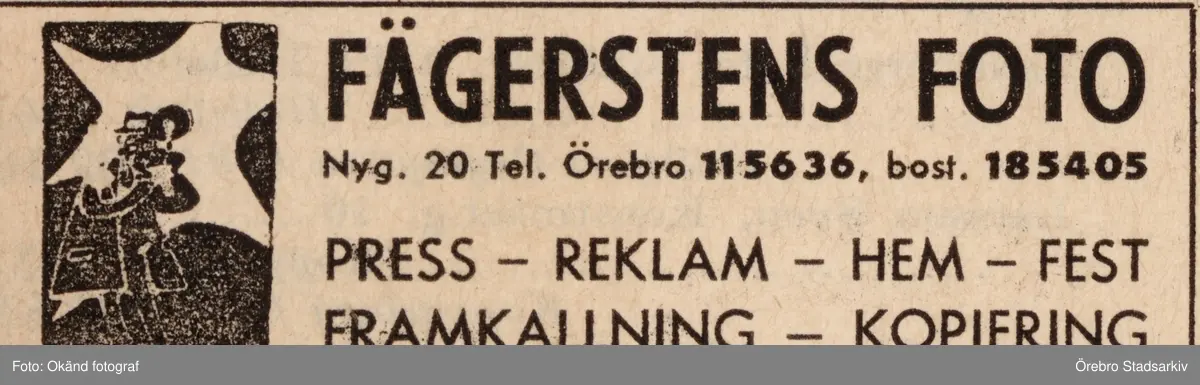 FÄGERSTENS FOTO
Nyg. 20 Tel. Örebro 115636, bost. 185405
PRESS – REKLAM – HEM – FEST
FRAMKALLNING – KOPIERING
Foto: Okänd fotograf
Örebro Stadsarkiv